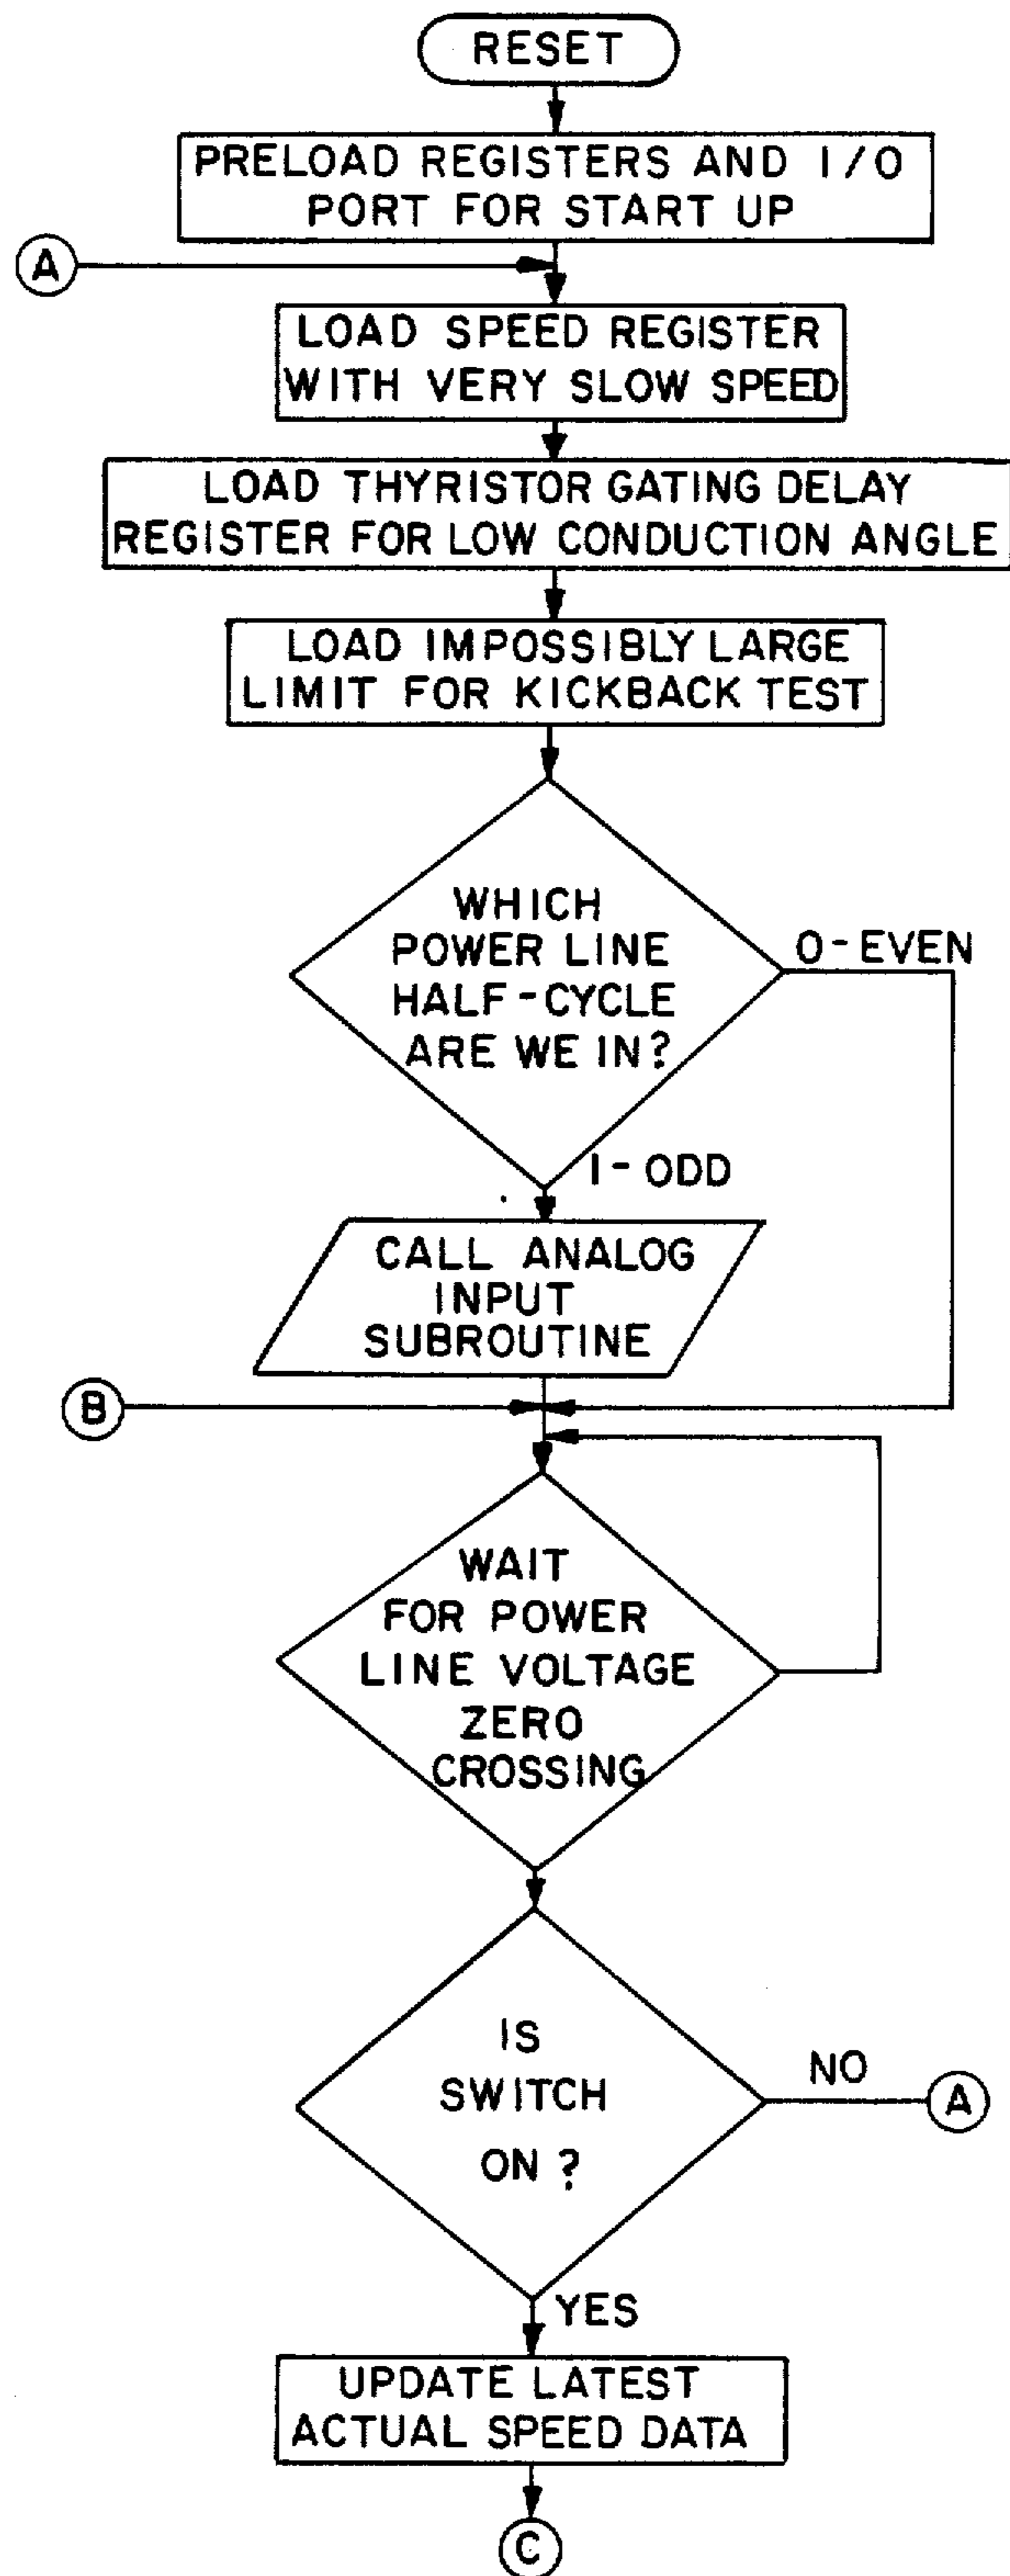 RESET
PRELOAD REGISTERS AND I/O
PORT FOR START UP
A
LOAD SPEED REGISTER
WITH VERY SLOW SPEED
LOAD THYRISTOR GATING DELAY
REGISTER FOR LOW CONDUCTION ANGLE
LOAD IMPOSSIBLY LARGE
LIMIT FOR KICKBACK TEST
WHICH
POWER LINE
HALF-CYCLE
ARE WE IN?
0-EVEN
1-ODD
CALL ANALOG
INPUT
SUBROUTINE
B
WAIT
FOR POWER
LINE VOLTAGE
ZERO
CROSSING
IS
SWITCH
ON?
NO
A
YES
UPDATE LATEST
ACTUAL SPEED DATA
C